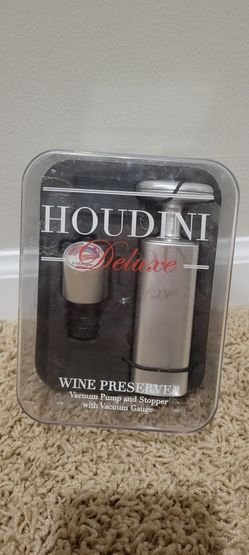 HOUDINI
Deluxe
WINE PRESERVER
Vacuum Pump and Stopper
with Vacuum Gauge